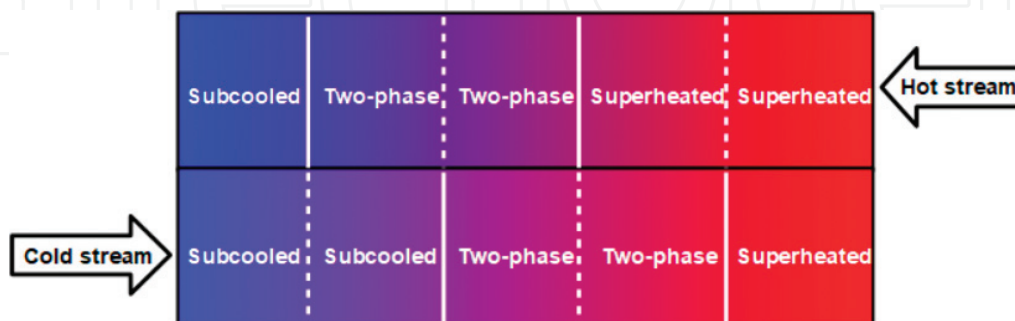 Subcooled Two-phase Two-phase Superheated Superheated
Hot stream
Cold stream
Subcooled Subcooled Two-phase Two-phase Superheated